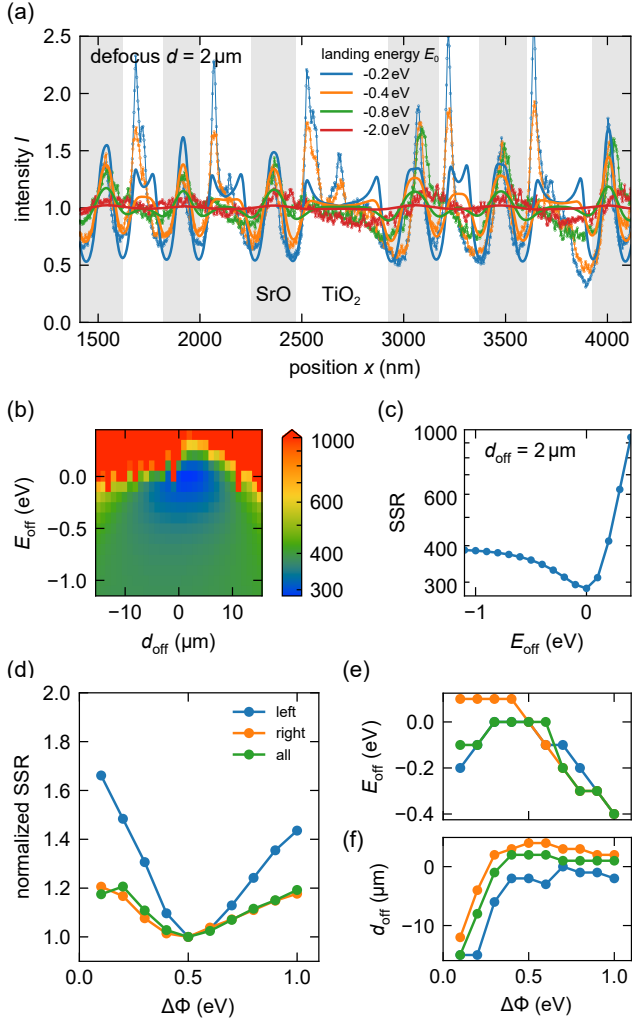 (a)
defocus d = 2 μm
landing energy E0
-0.2 eV
-0.4 eV
-0.8 eV
-2.0 eV
SrO
TiO2
intensity I
2.5
2.0
1.5
1.0
0.5
0.0
1500 2000 2500 3000 3500 4000
position x (nm)
(b)
Eoff (eV)
0.0
−0.5
−1.0
−10 0 10
doff (μm)
1000
600
400
300
(c)
doff = 2 μm
SSR
1000
600
400
300
−1 0
Eoff (eV)
(d)
normalized SSR
2.0
1.8
1.6
1.4
1.2
1.0
left
right
all
0.0 0.5 1.0
ΔΦ (eV)
(e)
Eoff (eV)
0.0
−0.2
−0.4
(f)
doff (μm)
0
−10
0.0 0.5 1.0
ΔΦ (eV)